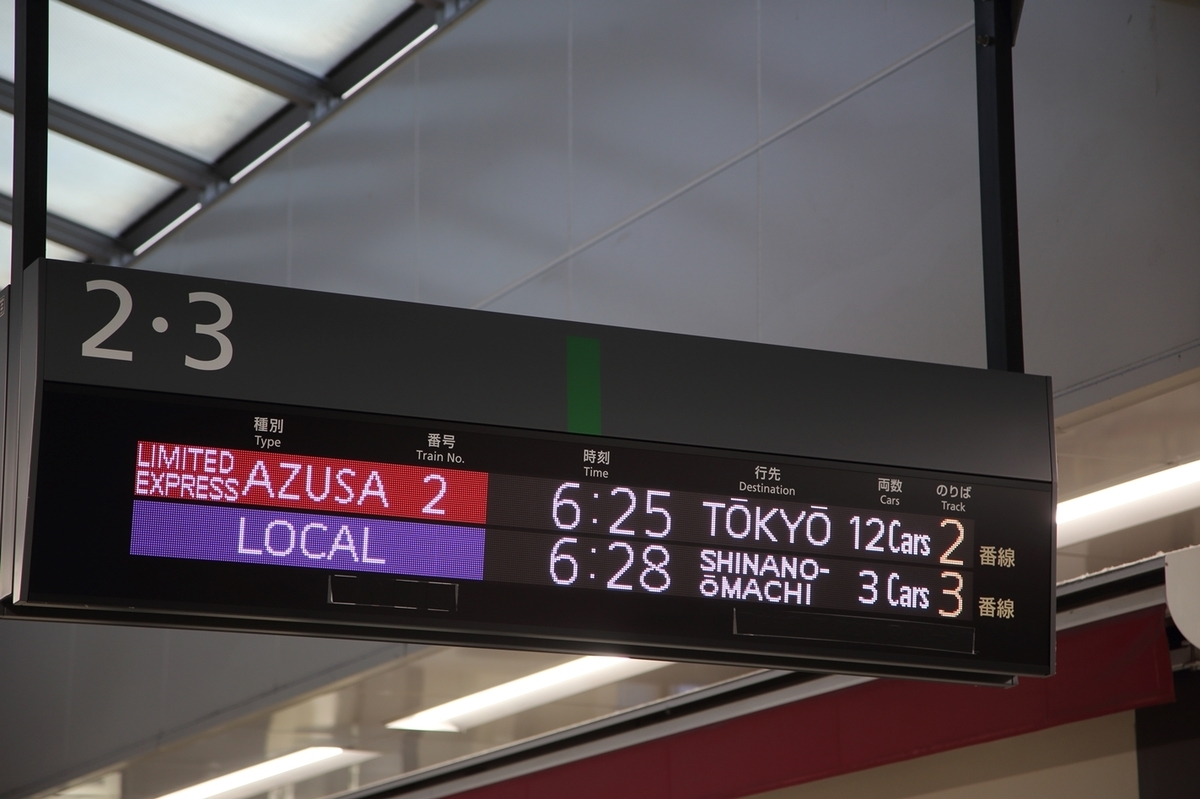 2・3
種別 番号 時刻 行先 両数 のりば
Type Train No. Time Destination Cars Track
LIMITED EXPRESS AZUSA 2 6:25 TŌKYŌ 12Cars 2 番線
LOCAL 6:28 SHINANO-ŌMACHI 3 Cars 3 番線